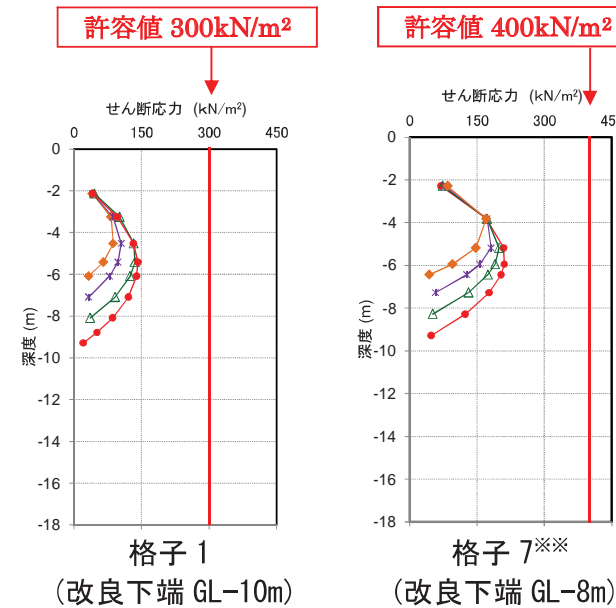 許容値 300kN/m²
せん断応力 (kN/m²)
0 150 300 450
0
-2
-4
-6
-8
-10
-12
-14
-16
-18
深度 (m)
格子 1
(改良下端 GL-10m)
許容値 400kN/m²
せん断応力 (kN/m²)
0 150 300 45
0
-2
-4
-6
-8
-10
-12
-14
-16
-18
深度 (m)
格子 7※※
(改良下端 GL-8m)